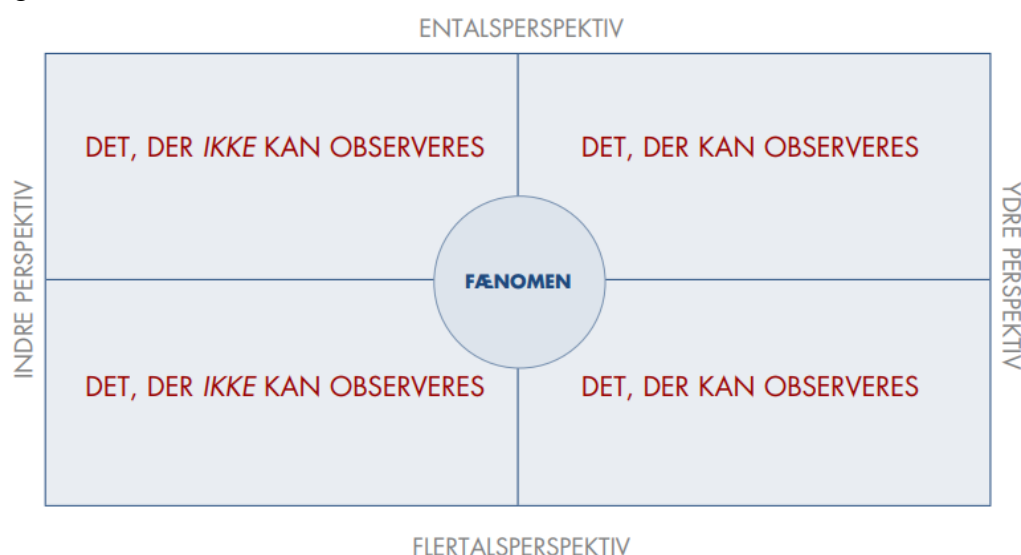 ENTALSPERSPEKTIV
DET, DER IKKE KAN OBSERVERES
DET, DER KAN OBSERVERES
INDRE PERSPEKTIV
YDRE PERSPEKTIV
FÆNOMEN
DET, DER IKKE KAN OBSERVERES
DET, DER KAN OBSERVERES
FLERTALSPERSPEKTIV